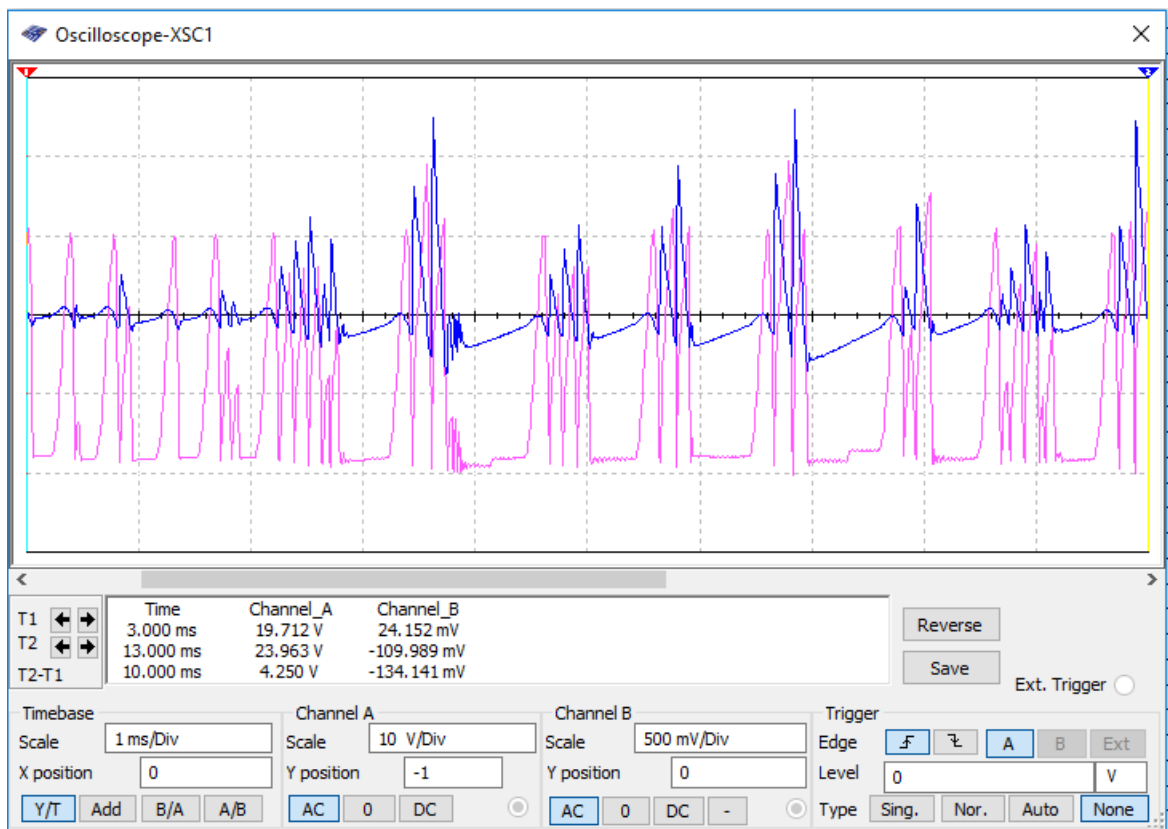 Oscilloscope-XSC1
Time Channel_A Channel_B
T1 3.000 ms 19.712 V 24.152 mV
T2 13.000 ms 23.963 V -109.989 mV
T2-T1 10.000 ms 4.250 V -134.141 mV
Reverse
Save
Ext. Trigger
Timebase Channel A Channel B Trigger
Scale 1 ms/Div Scale 10 V/Div Scale 500 mV/Div Edge A B Ext
X position 0 Y position -1 Y position 0 Level 0 V
Y/T Add B/A A/B AC 0 DC AC 0 DC - Type Sing. Nor. Auto None